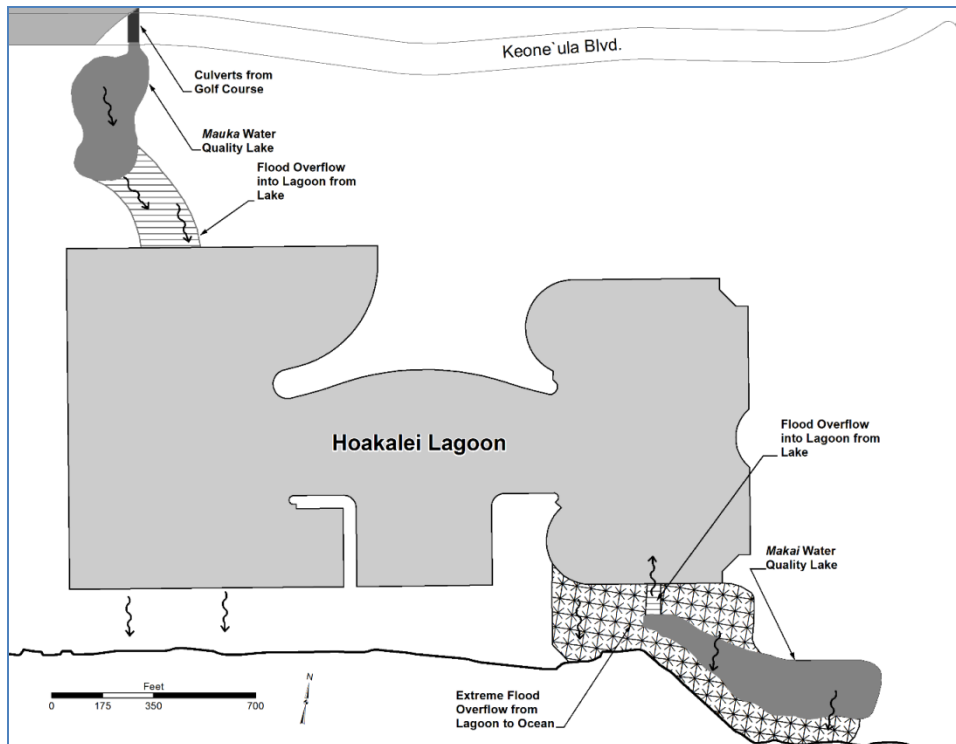 Keone`ula Blvd.
Culverts from
Golf Course
Mauka Water
Quality Lake
Flood Overflow
into Lagoon from
Lake
Hoakalei Lagoon
Flood Overflow
into Lagoon from
Lake
Makai Water
Quality Lake
Extreme Flood
Overflow from
Lagoon to Ocean
Feet
0 175 350 700
N